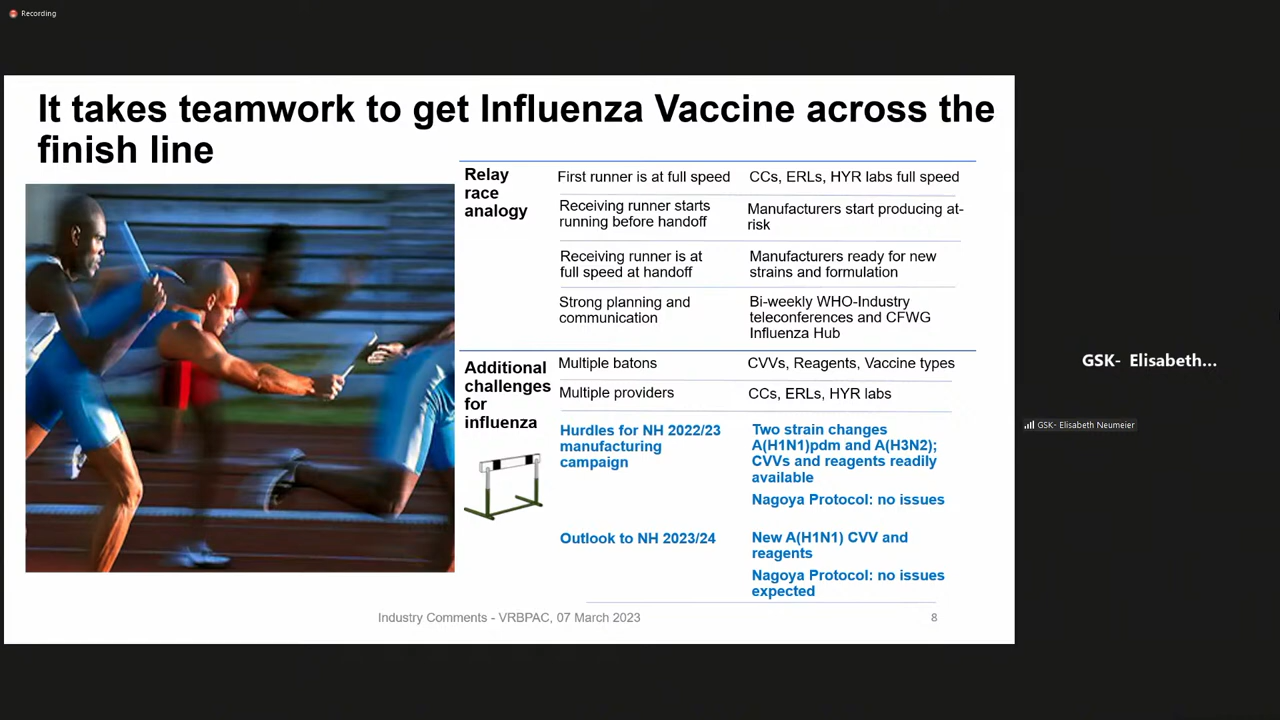 Recording
It takes teamwork to get Influenza Vaccine across the
finish line
Relay
race
analogy
First runner is at full speed
CCs, ERLs, HYR labs full speed
Receiving runner starts
running before handoff
Manufacturers start producing at-
risk
Receiving runner is at
full speed at handoff
Manufacturers ready for new
strains and formulation
Strong planning and
communication
Bi-weekly WHO-Industry
teleconferences and CFWG
Influenza Hub
Additional
challenges
for
influenza
Multiple batons
CVVs, Reagents, Vaccine types
Multiple providers
CCs, ERLs, HYR labs
Hurdles for NH 2022/23
manufacturing
campaign
Two strain changes
A(H1N1)pdm and A(H3N2);
CVVs and reagents readily
available
Nagoya Protocol: no issues
Outlook to NH 2023/24
New A(H1N1) CVV and
reagents
Nagoya Protocol: no issues
expected
Industry Comments - VRBPAC, 07 March 2023
8
GSK- Elisabeth...
GSK- Elisabeth Neumeier